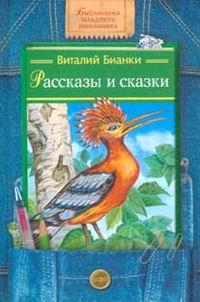 Библиотека
младшего
школьника
Виталий Бианки
Рассказы и сказки